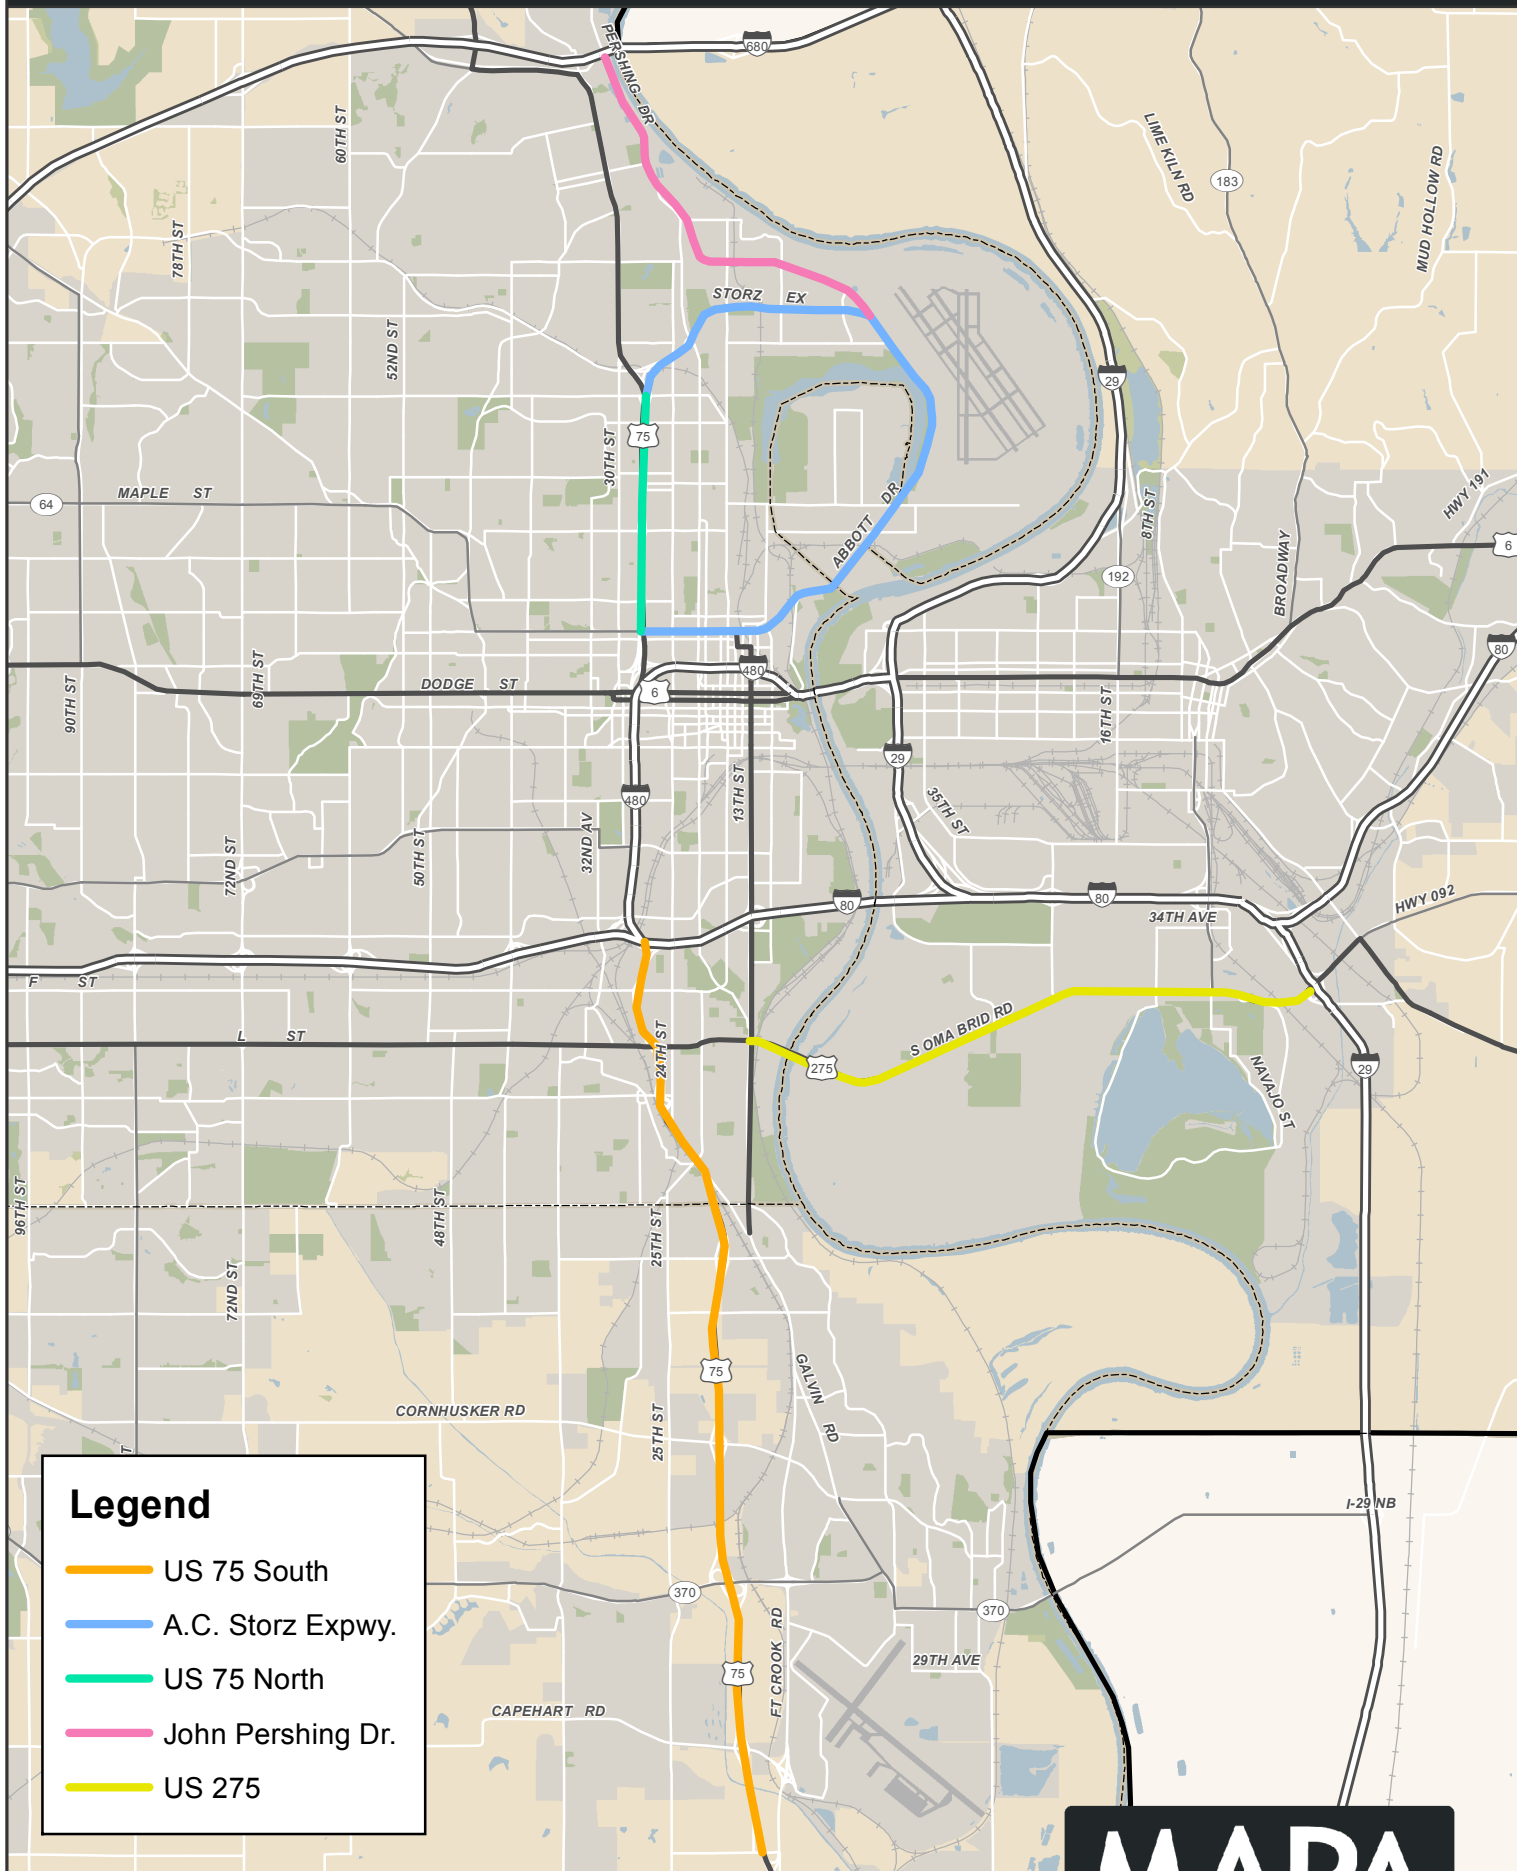 PERSHING DR
680
60TH ST
LIME KILN RD
183
MUD HOLLOW RD
78TH ST
STORZ EX
52ND ST
29
75
30TH ST
MAPLE ST
64
ABBOTT DR
8TH ST
HWY 191
6
192
BROADWAY
80
480
69TH ST
DODGE ST
6
90TH ST
16TH ST
29
13TH ST
480
35TH ST
32ND AV
50TH ST
72ND ST
80
80
34TH AVE
HWY 092
F ST
L ST
24TH ST
S OMA BRID RD
275
29
NAVAJO ST
96TH ST
48TH ST
25TH ST
72ND ST
75
GALVIN RD
CORNHUSKER RD
25TH ST
T
I-29 NB
370
370
FT CROOK RD
29TH AVE
75
CAPEHART RD
Legend
US 75 South
A.C. Storz Expwy.
US 75 North
John Pershing Dr.
US 275
MAPA